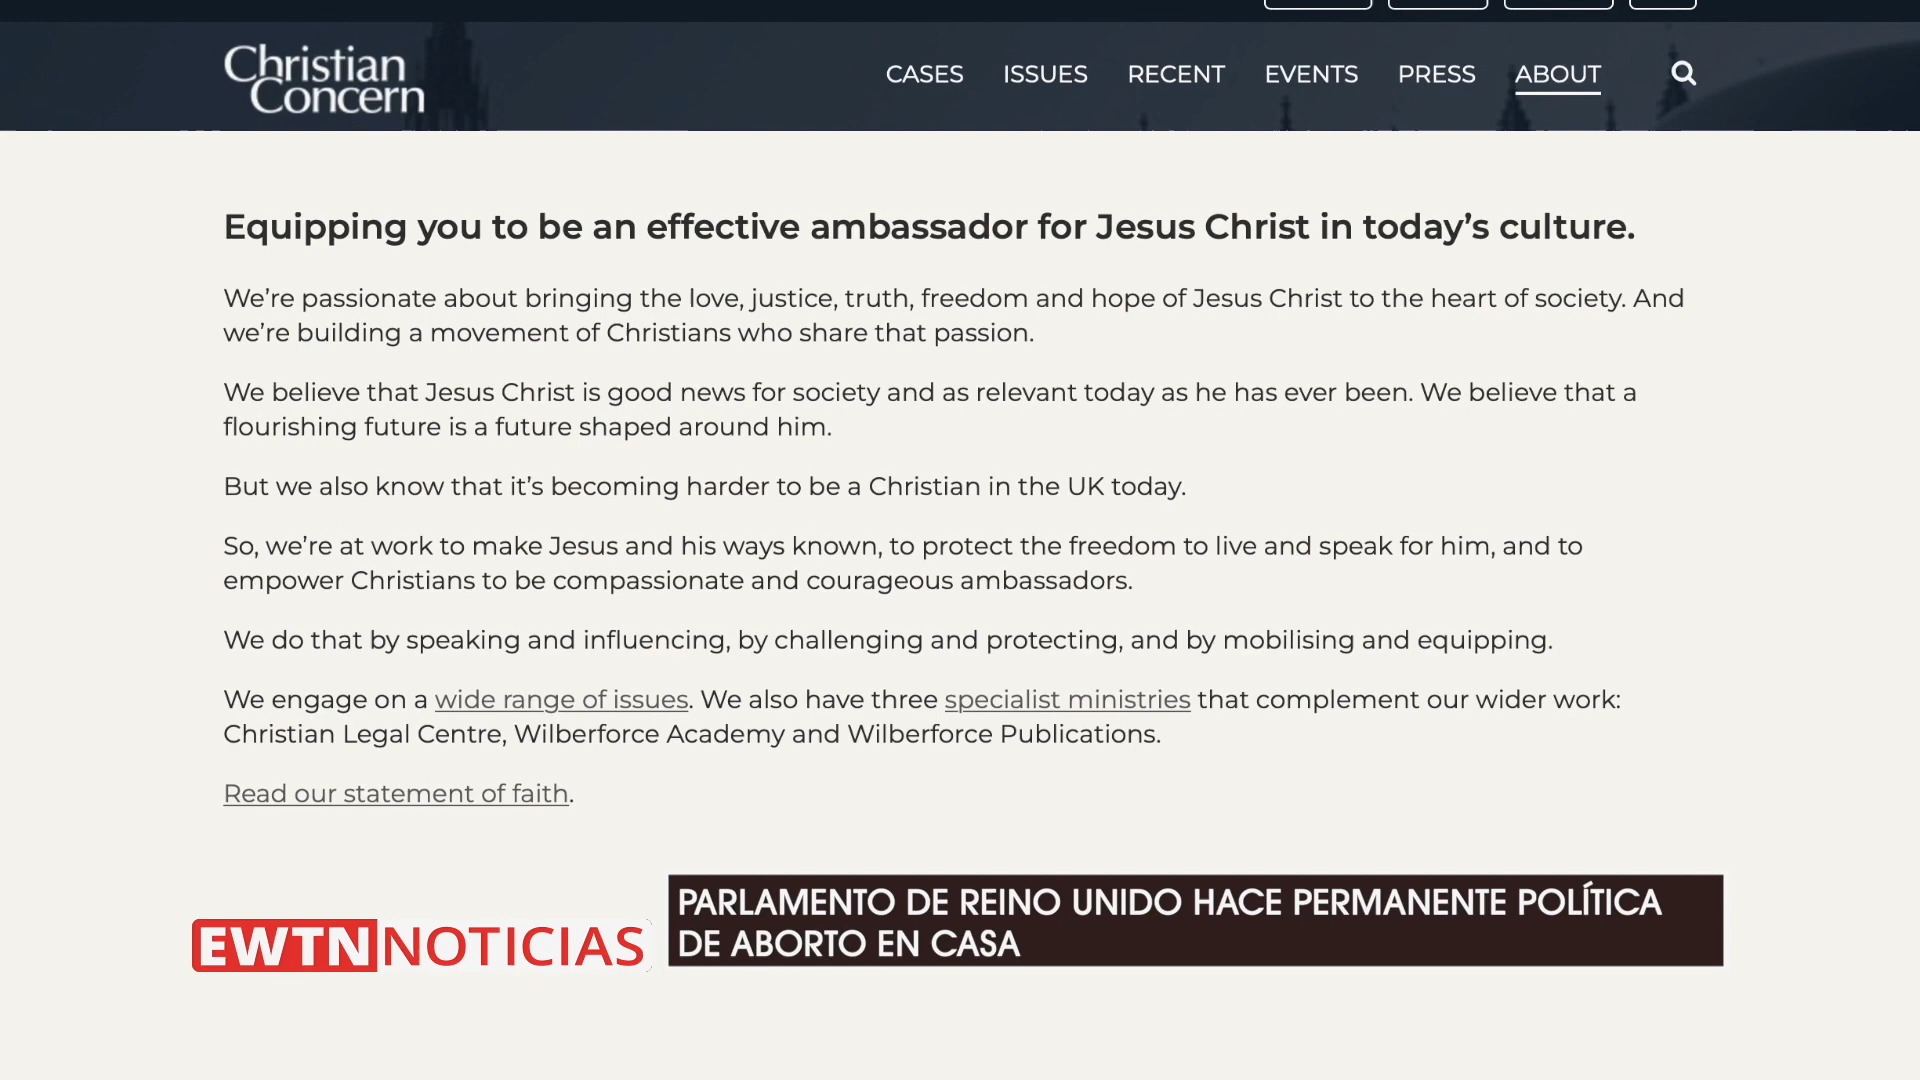 Christian
Concern
CASES ISSUES RECENT EVENTS PRESS ABOUT
Equipping you to be an effective ambassador for Jesus Christ in today’s culture.
We’re passionate about bringing the love, justice, truth, freedom and hope of Jesus Christ to the heart of society. And
we’re building a movement of Christians who share that passion.
We believe that Jesus Christ is good news for society and as relevant today as he has ever been. We believe that a
flourishing future is a future shaped around him.
But we also know that it’s becoming harder to be a Christian in the UK today.
So, we’re at work to make Jesus and his ways known, to protect the freedom to live and speak for him, and to
empower Christians to be compassionate and courageous ambassadors.
We do that by speaking and influencing, by challenging and protecting, and by mobilising and equipping.
We engage on a wide range of issues. We also have three specialist ministries that complement our wider work:
Christian Legal Centre, Wilberforce Academy and Wilberforce Publications.
Read our statement of faith.
EWTN NOTICIAS
PARLAMENTO DE REINO UNIDO HACE PERMANENTE POLÍTICA
DE ABORTO EN CASA